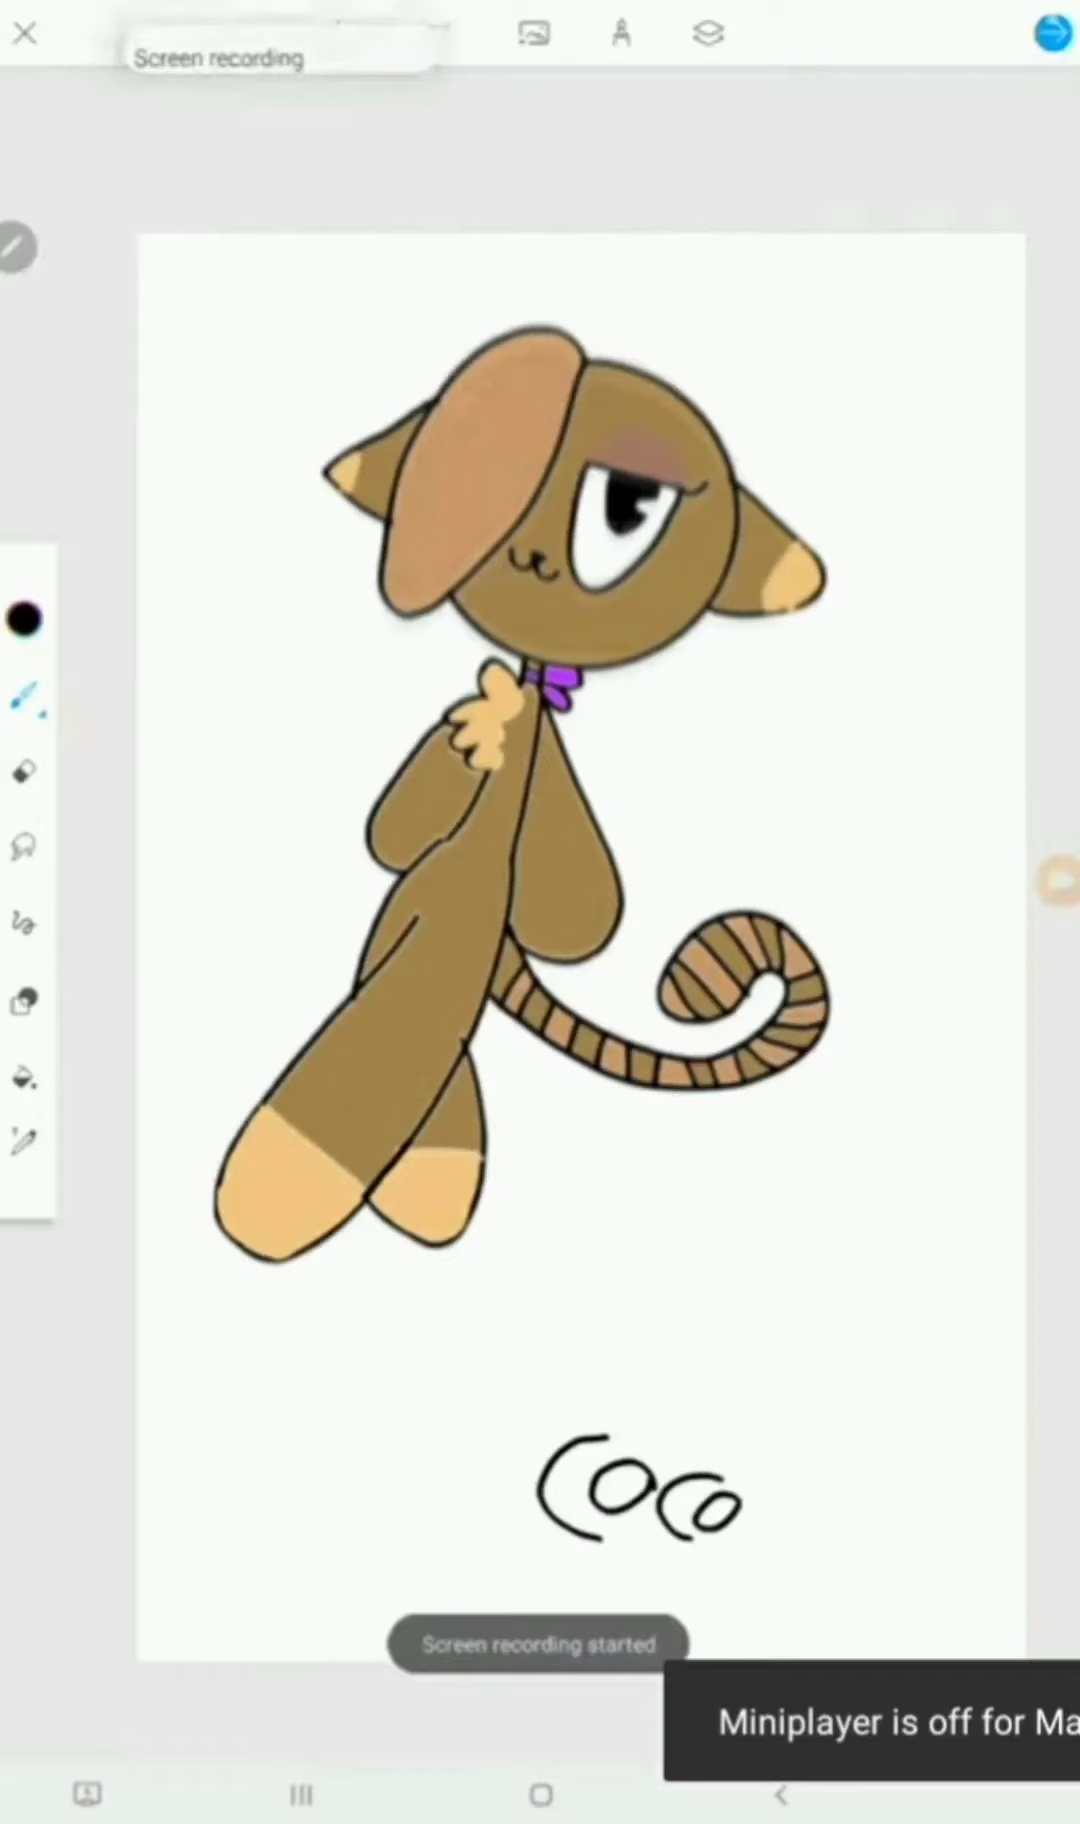 Screen recording
Coco
Screen recording started
Miniplayer is off for Ma